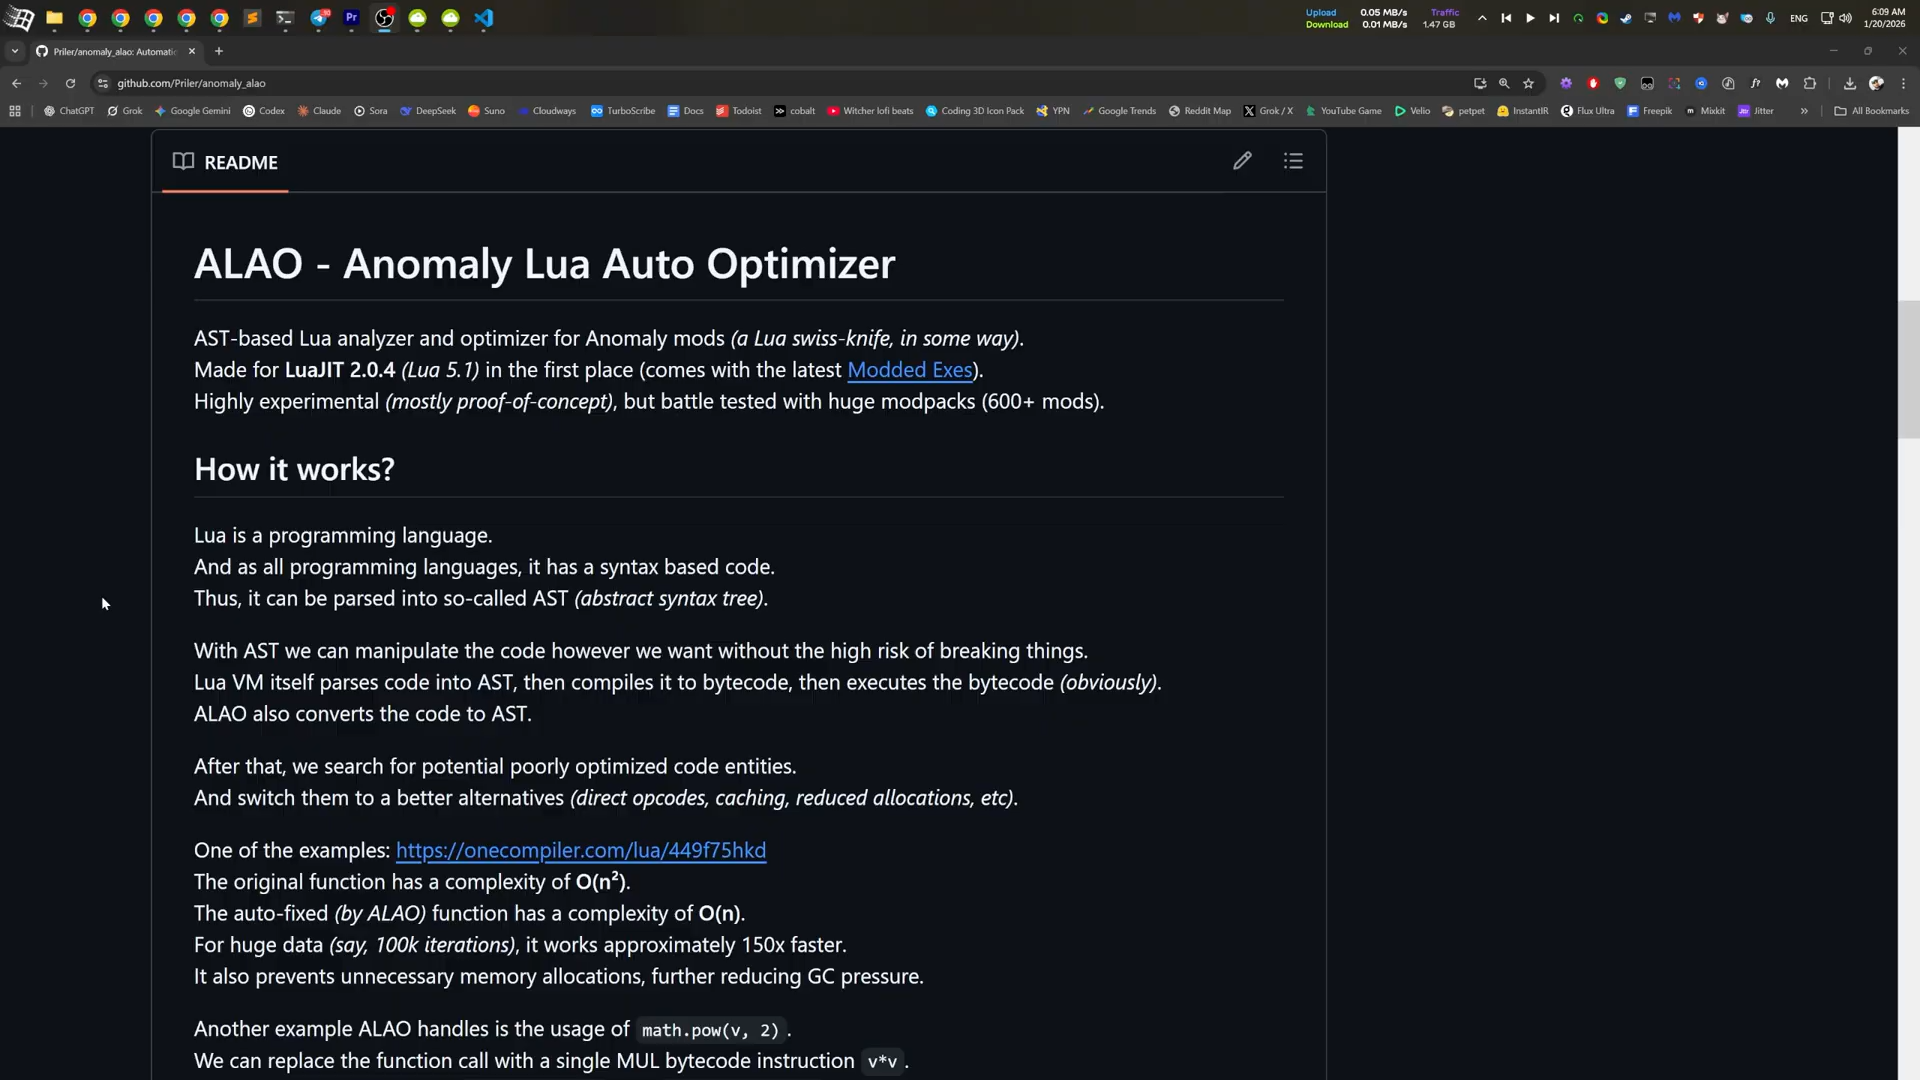 Upload 0.05 MB/s Traffic
Download 0.01 MB/s 1.47 GB
ENG
6:09 AM
1/20/2026
Priler/anomaly_alao: Automatic
github.com/Priler/anomaly_alao
ChatGPT Grok Google Gemini Codex Claude Sora DeepSeek Suno Cloudways TurboScribe Docs Todoist cobalt Witcher lofi beats Coding 3D Icon Pack YPN Google Trends Reddit Map Grok / X YouTube Game Velio petpet InstantIR Flux Ultra Freepik Mixkit Jitter All Bookmarks
README
ALAO - Anomaly Lua Auto Optimizer
AST-based Lua analyzer and optimizer for Anomaly mods (a Lua swiss-knife, in some way).
Made for LuaJIT 2.0.4 (Lua 5.1) in the first place (comes with the latest Modded Exes).
Highly experimental (mostly proof-of-concept), but battle tested with huge modpacks (600+ mods).
How it works?
Lua is a programming language.
And as all programming languages, it has a syntax based code.
Thus, it can be parsed into so-called AST (abstract syntax tree).
With AST we can manipulate the code however we want without the high risk of breaking things.
Lua VM itself parses code into AST, then compiles it to bytecode, then executes the bytecode (obviously).
ALAO also converts the code to AST.
After that, we search for potential poorly optimized code entities.
And switch them to a better alternatives (direct opcodes, caching, reduced allocations, etc).
One of the examples: https://onecompiler.com/lua/449f75hkd
The original function has a complexity of O(n²).
The auto-fixed (by ALAO) function has a complexity of O(n).
For huge data (say, 100k iterations), it works approximately 150x faster.
It also prevents unnecessary memory allocations, further reducing GC pressure.
Another example ALAO handles is the usage of math.pow(v, 2) .
We can replace the function call with a single MUL bytecode instruction v*v .